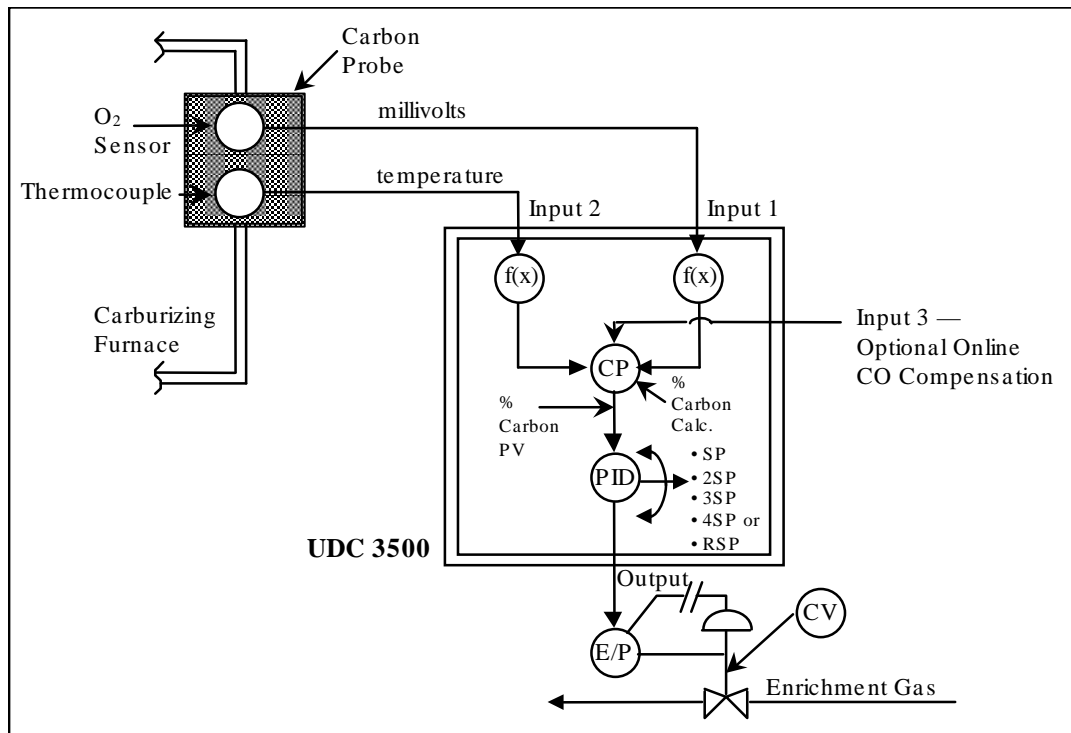 Carbon
Probe
O₂
Sensor
millivolts
Thermocouple
temperature
Input 2
Input 1
f(x)
f(x)
Carburizing
Furnace
Input 3 —
Optional Online
CO Compensation
CP
%
Carbon
PV
%
Carbon
Calc.
PID
• SP
• 2SP
• 3SP
• 4SP or
• RSP
UDC 3500
Output
CV
E/P
Enrichment Gas